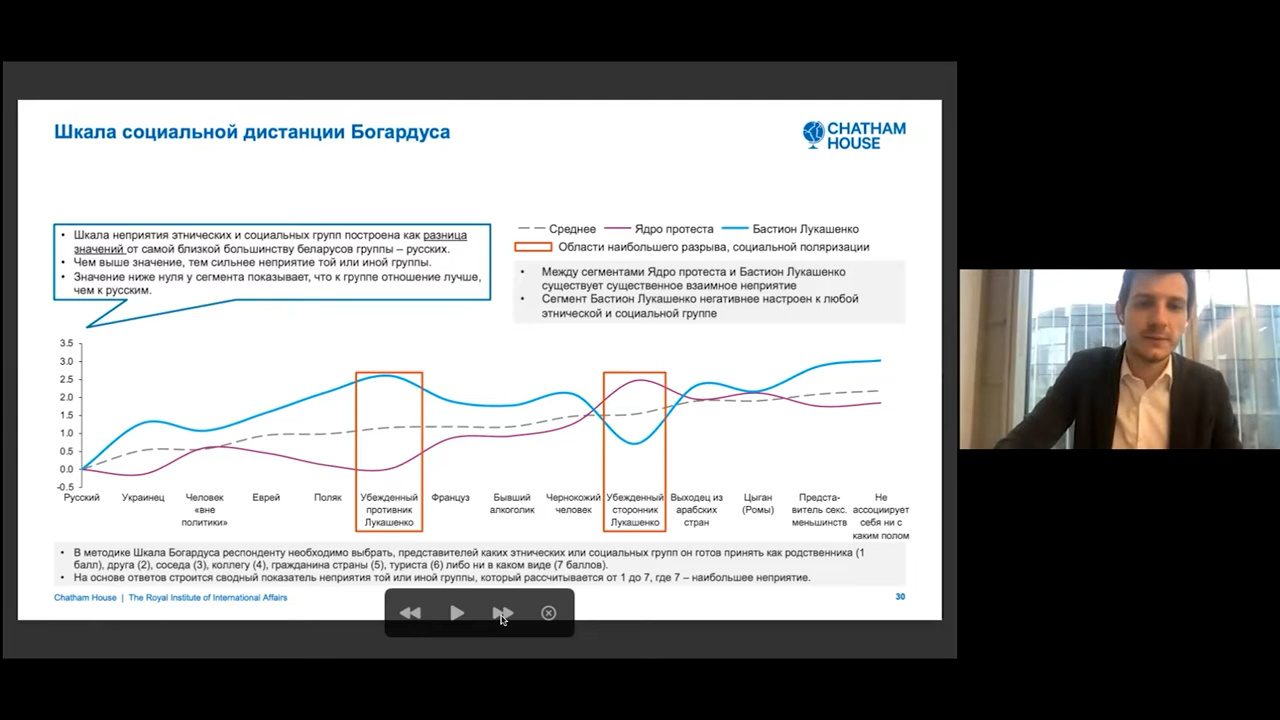 Шкала социальной дистанции Богардуса
CHATHAM
HOUSE
• Шкала неприятия этнических и социальных групп построена как разница
значений от самой близкой большинству беларусов группы – русских.
• Чем выше значение, тем сильнее неприятие той или иной группы.
• Значение ниже нуля у сегмента показывает, что к группе отношение лучше,
чем к русским.
Среднее Ядро протеста Бастион Лукашенко
Области наибольшего разрыва, социальной поляризации
• Между сегментами Ядро протеста и Бастион Лукашенко
существует существенное взаимное неприятие
• Сегмент Бастион Лукашенко негативнее настроен к любой
этнической и социальной группе
3.5
3.0
2.5
2.0
1.5
1.0
0.5
0.0
-0.5
Русский
Украинец
Человек
«вне
политики»
Еврей
Поляк
Убежденный
противник
Лукашенко
Француз
Бывший
алкоголик
Чернокожий
человек
Убежденный
сторонник
Лукашенко
Выходец из
арабских
стран
Цыган
(Ромы)
Предста-
витель секс.
меньшинств
Не
ассоциирует
себя ни с
каким полом
• В методике Шкала Богардуса респонденту необходимо выбрать, представителей каких этнических или социальных групп он готов принять как родственника (1
балл), друга (2), соседа (3), коллегу (4), гражданина страны (5), туриста (6) либо ни в каком виде (7 баллов).
• На основе ответов строится сводный показатель неприятия той или иной группы, который рассчитывается от 1 до 7, где 7 – наибольшее неприятие.
Chatham House | The Royal Institute of International Affairs
30